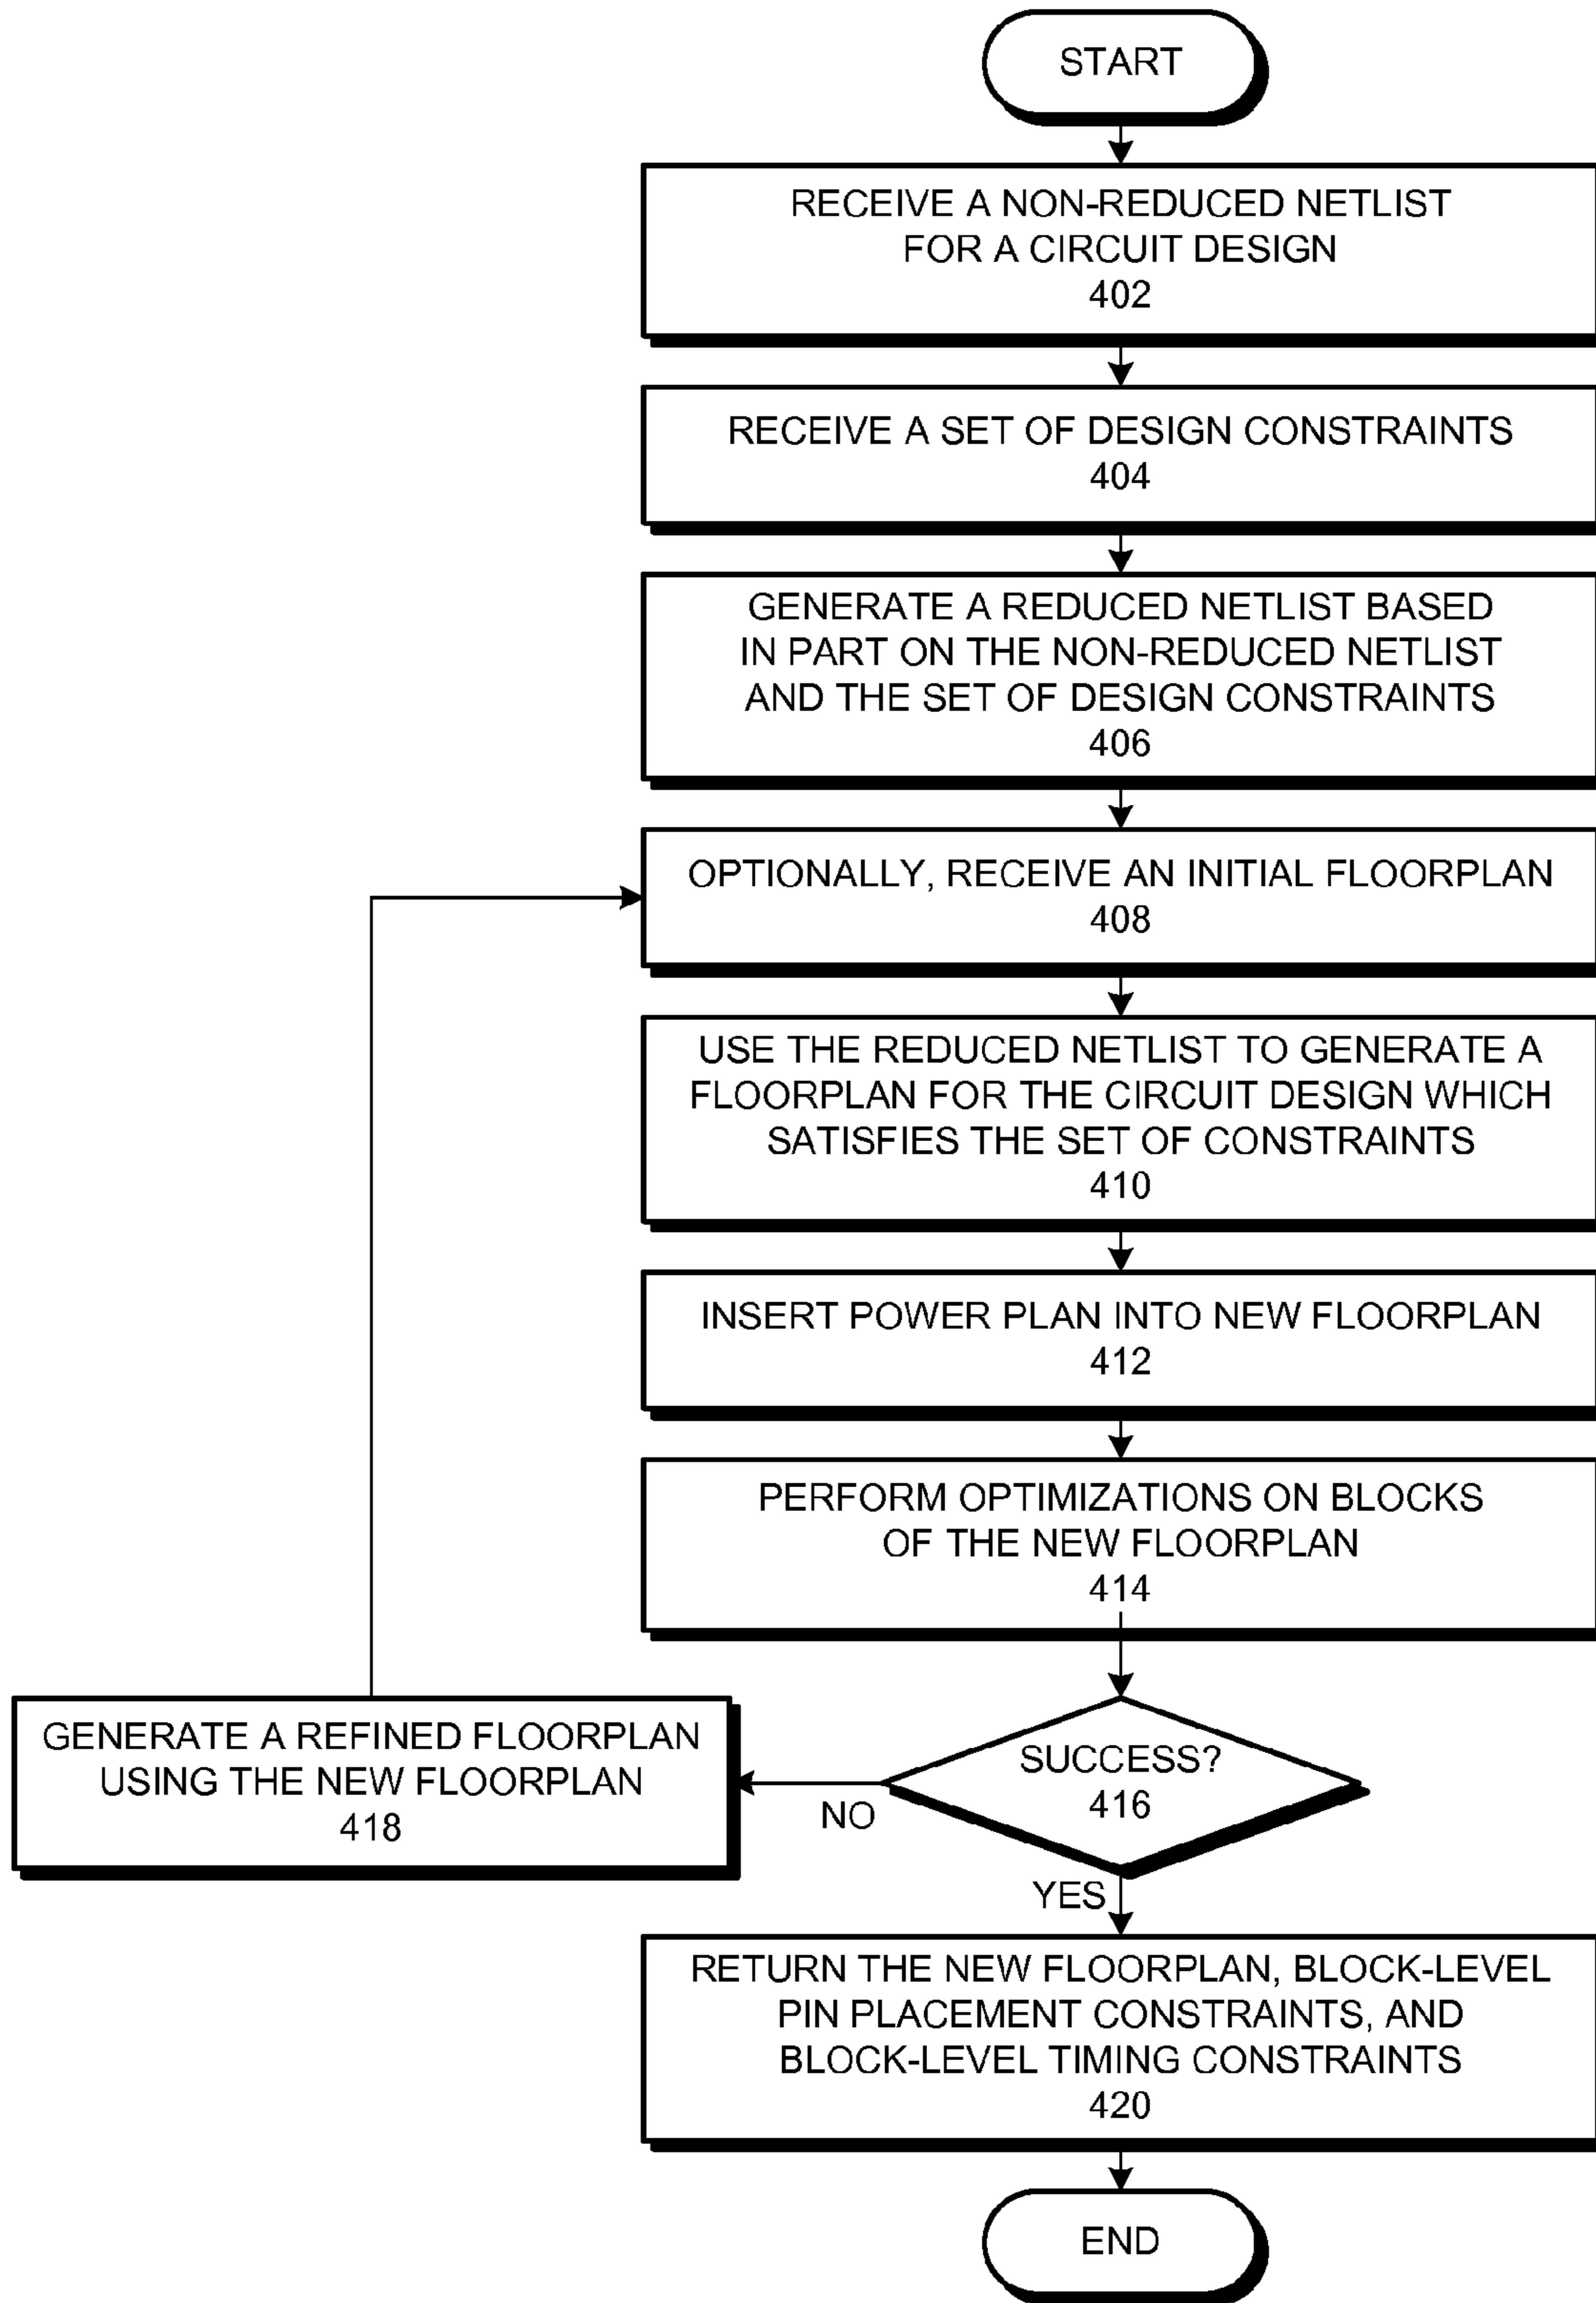 START
RECEIVE A NON-REDUCED NETLIST
FOR A CIRCUIT DESIGN
402
RECEIVE A SET OF DESIGN CONSTRAINTS
404
GENERATE A REDUCED NETLIST BASED
IN PART ON THE NON-REDUCED NETLIST
AND THE SET OF DESIGN CONSTRAINTS
406
OPTIONALLY, RECEIVE AN INITIAL FLOORPLAN
408
USE THE REDUCED NETLIST TO GENERATE A
FLOORPLAN FOR THE CIRCUIT DESIGN WHICH
SATISFIES THE SET OF CONSTRAINTS
410
INSERT POWER PLAN INTO NEW FLOORPLAN
412
PERFORM OPTIMIZATIONS ON BLOCKS
OF THE NEW FLOORPLAN
414
SUCCESS?
416
NO
GENERATE A REFINED FLOORPLAN
USING THE NEW FLOORPLAN
418
YES
RETURN THE NEW FLOORPLAN, BLOCK-LEVEL
PIN PLACEMENT CONSTRAINTS, AND
BLOCK-LEVEL TIMING CONSTRAINTS
420
END